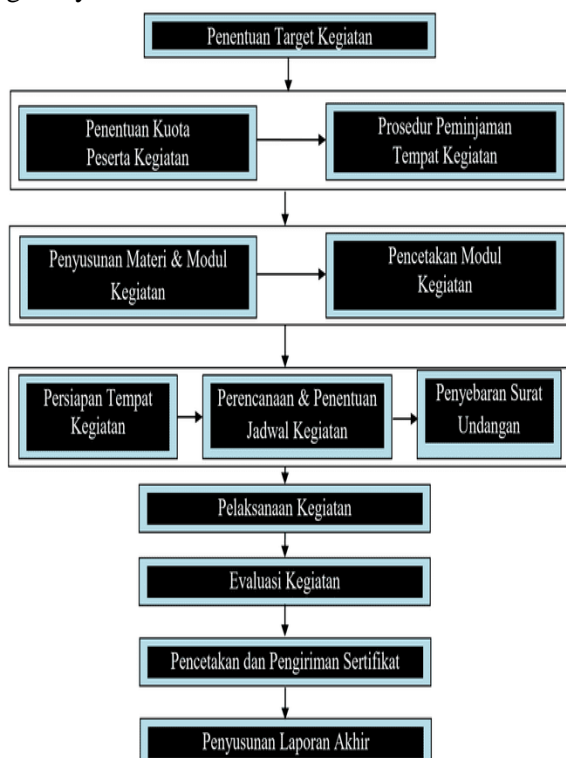 Penentuan Target Kegiatan
Penentuan Kuota
Peserta Kegiatan
Prosedur Peminjaman
Tempat Kegiatan
Penyusunan Materi & Modul
Kegiatan
Pencetakan Modul
Kegiatan
Persiapan Tempat
Kegiatan
Perencanaan & Penentuan
Jadwal Kegiatan
Penyebaran Surat
Undangan
Pelaksanaan Kegiatan
Evaluasi Kegiatan
Pencetakan dan Pengiriman Sertifikat
Penyusunan Laporan Akhir